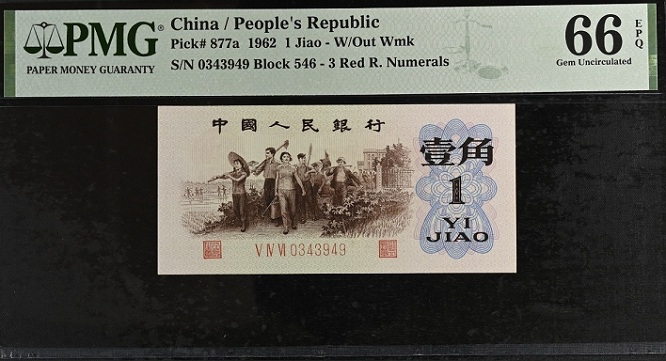 PMG
PAPER MONEY GUARANTY
China / People's Republic
Pick# 877a 1962 1 Jiao - W/Out Wmk
S/N 0343949 Block 546 - 3 Red R. Numerals
66 EPQ
Gem Uncirculated
中國人民銀行
壹角
1
YI
JIAO
V IV VI 0343949